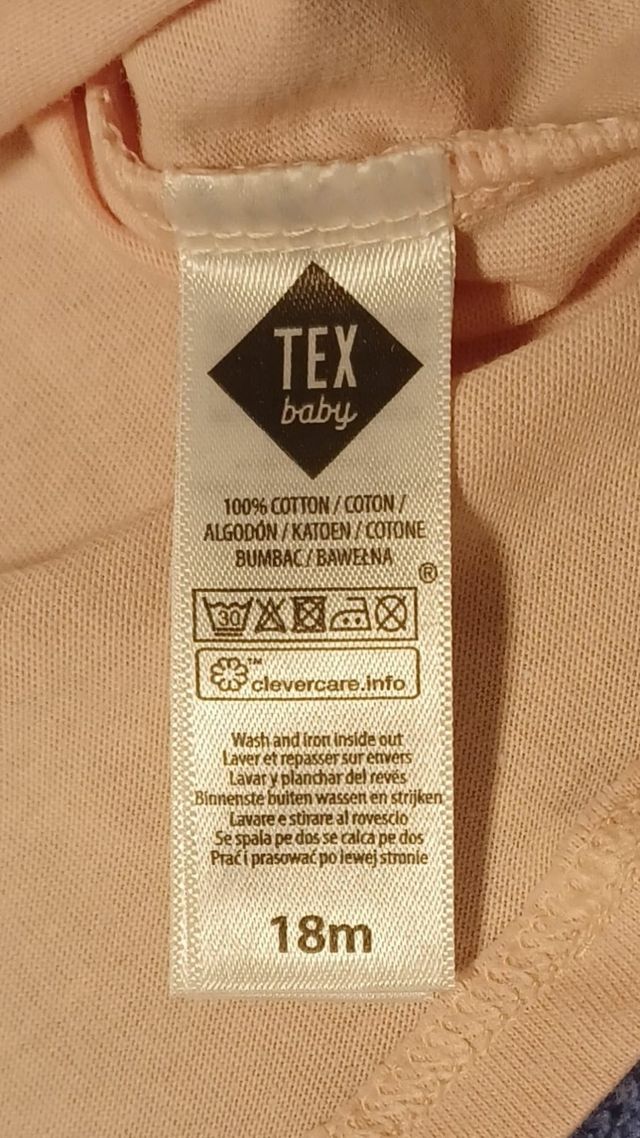 TEX
baby
100% COTTON / COTON /
ALGODÓN / KATOEN / COTONE
BUMBAC / BAWEŁNA
®
30
™
clevercare.info
Wash and iron inside out
Laver et repasser sur envers
Lavar y planchar del revés
Binnenste buiten wassen en strijken
Lavare e stirare al rovescio
Se spala pe dos se calca pe dos
Prać i prasować po lewej stronie
18m